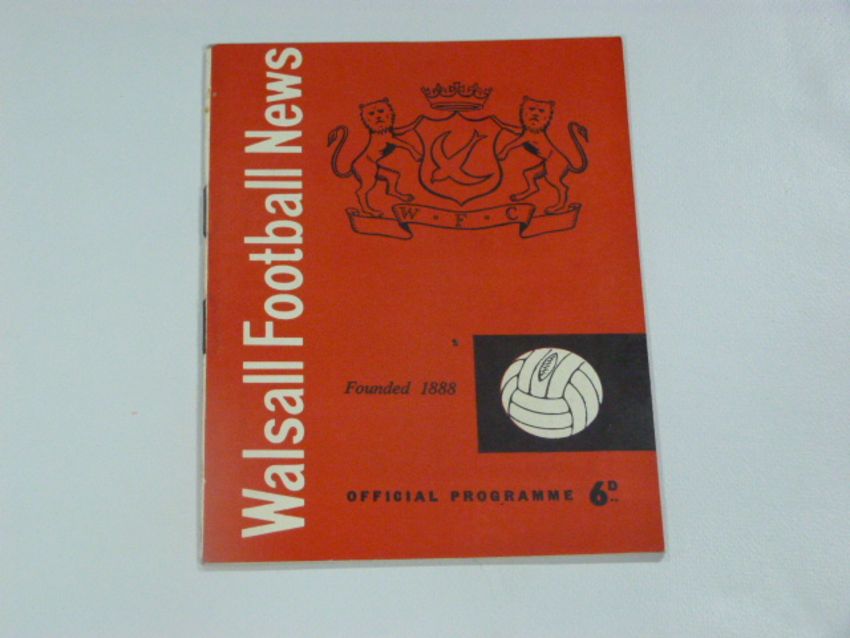 Walsall Football News
W · F · C
Founded 1888
OFFICIAL PROGRAMME 6D..